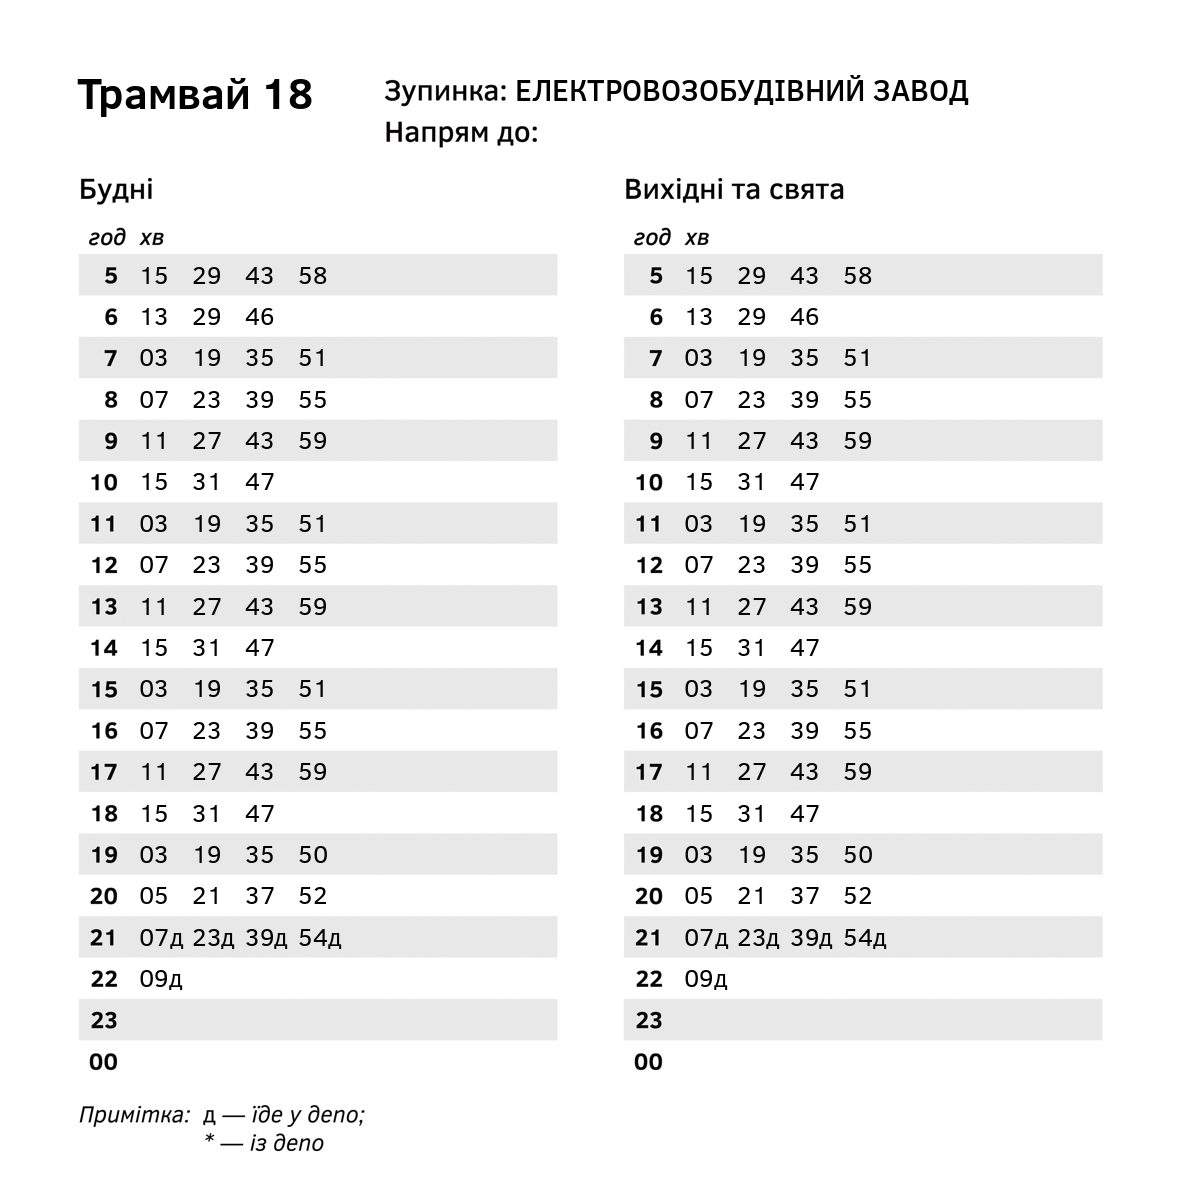 Трамвай 18
Зупинка: ЕЛЕКТРОВОЗОБУДІВНИЙ ЗАВОД
Напрям до:
Будні
год хв
5 15 29 43 58
6 13 29 46
7 03 19 35 51
8 07 23 39 55
9 11 27 43 59
10 15 31 47
11 03 19 35 51
12 07 23 39 55
13 11 27 43 59
14 15 31 47
15 03 19 35 51
16 07 23 39 55
17 11 27 43 59
18 15 31 47
19 03 19 35 50
20 05 21 37 52
21 07д 23д 39д 54д
22 09д
23
00
Вихідні та свята
год хв
5 15 29 43 58
6 13 29 46
7 03 19 35 51
8 07 23 39 55
9 11 27 43 59
10 15 31 47
11 03 19 35 51
12 07 23 39 55
13 11 27 43 59
14 15 31 47
15 03 19 35 51
16 07 23 39 55
17 11 27 43 59
18 15 31 47
19 03 19 35 50
20 05 21 37 52
21 07д 23д 39д 54д
22 09д
23
00
Примітка: д — їде у депо;
* — із депо